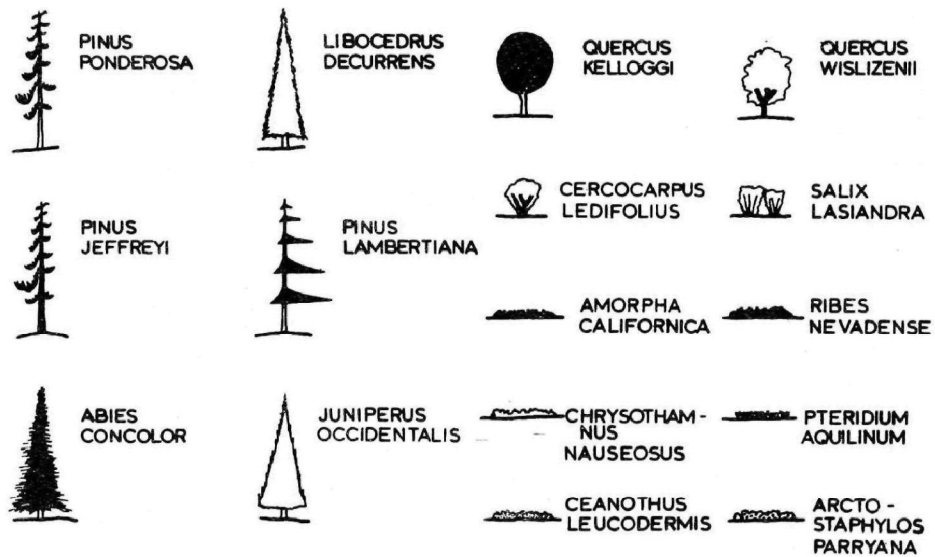 PINUS
PONDEROSA
LIBOCEDRUS
DECURRENS
QUERCUS
KELLOGGI
QUERCUS
WISLIZENII
CERCOCARPUS
LEDIFOLIUS
SALIX
LASIANDRA
PINUS
JEFFREYI
PINUS
LAMBERTIANA
AMORPHA
CALIFORNICA
RIBES
NEVADENSE
ABIES
CONCOLOR
JUNIPERUS
OCCIDENTALIS
CHRYSOTHAM-
NUS
NAUSEOSUS
PTERIDIUM
AQUILINUM
CEANOTHUS
LEUCODERMIS
ARCTO-
STAPHYLOS
PARRYANA